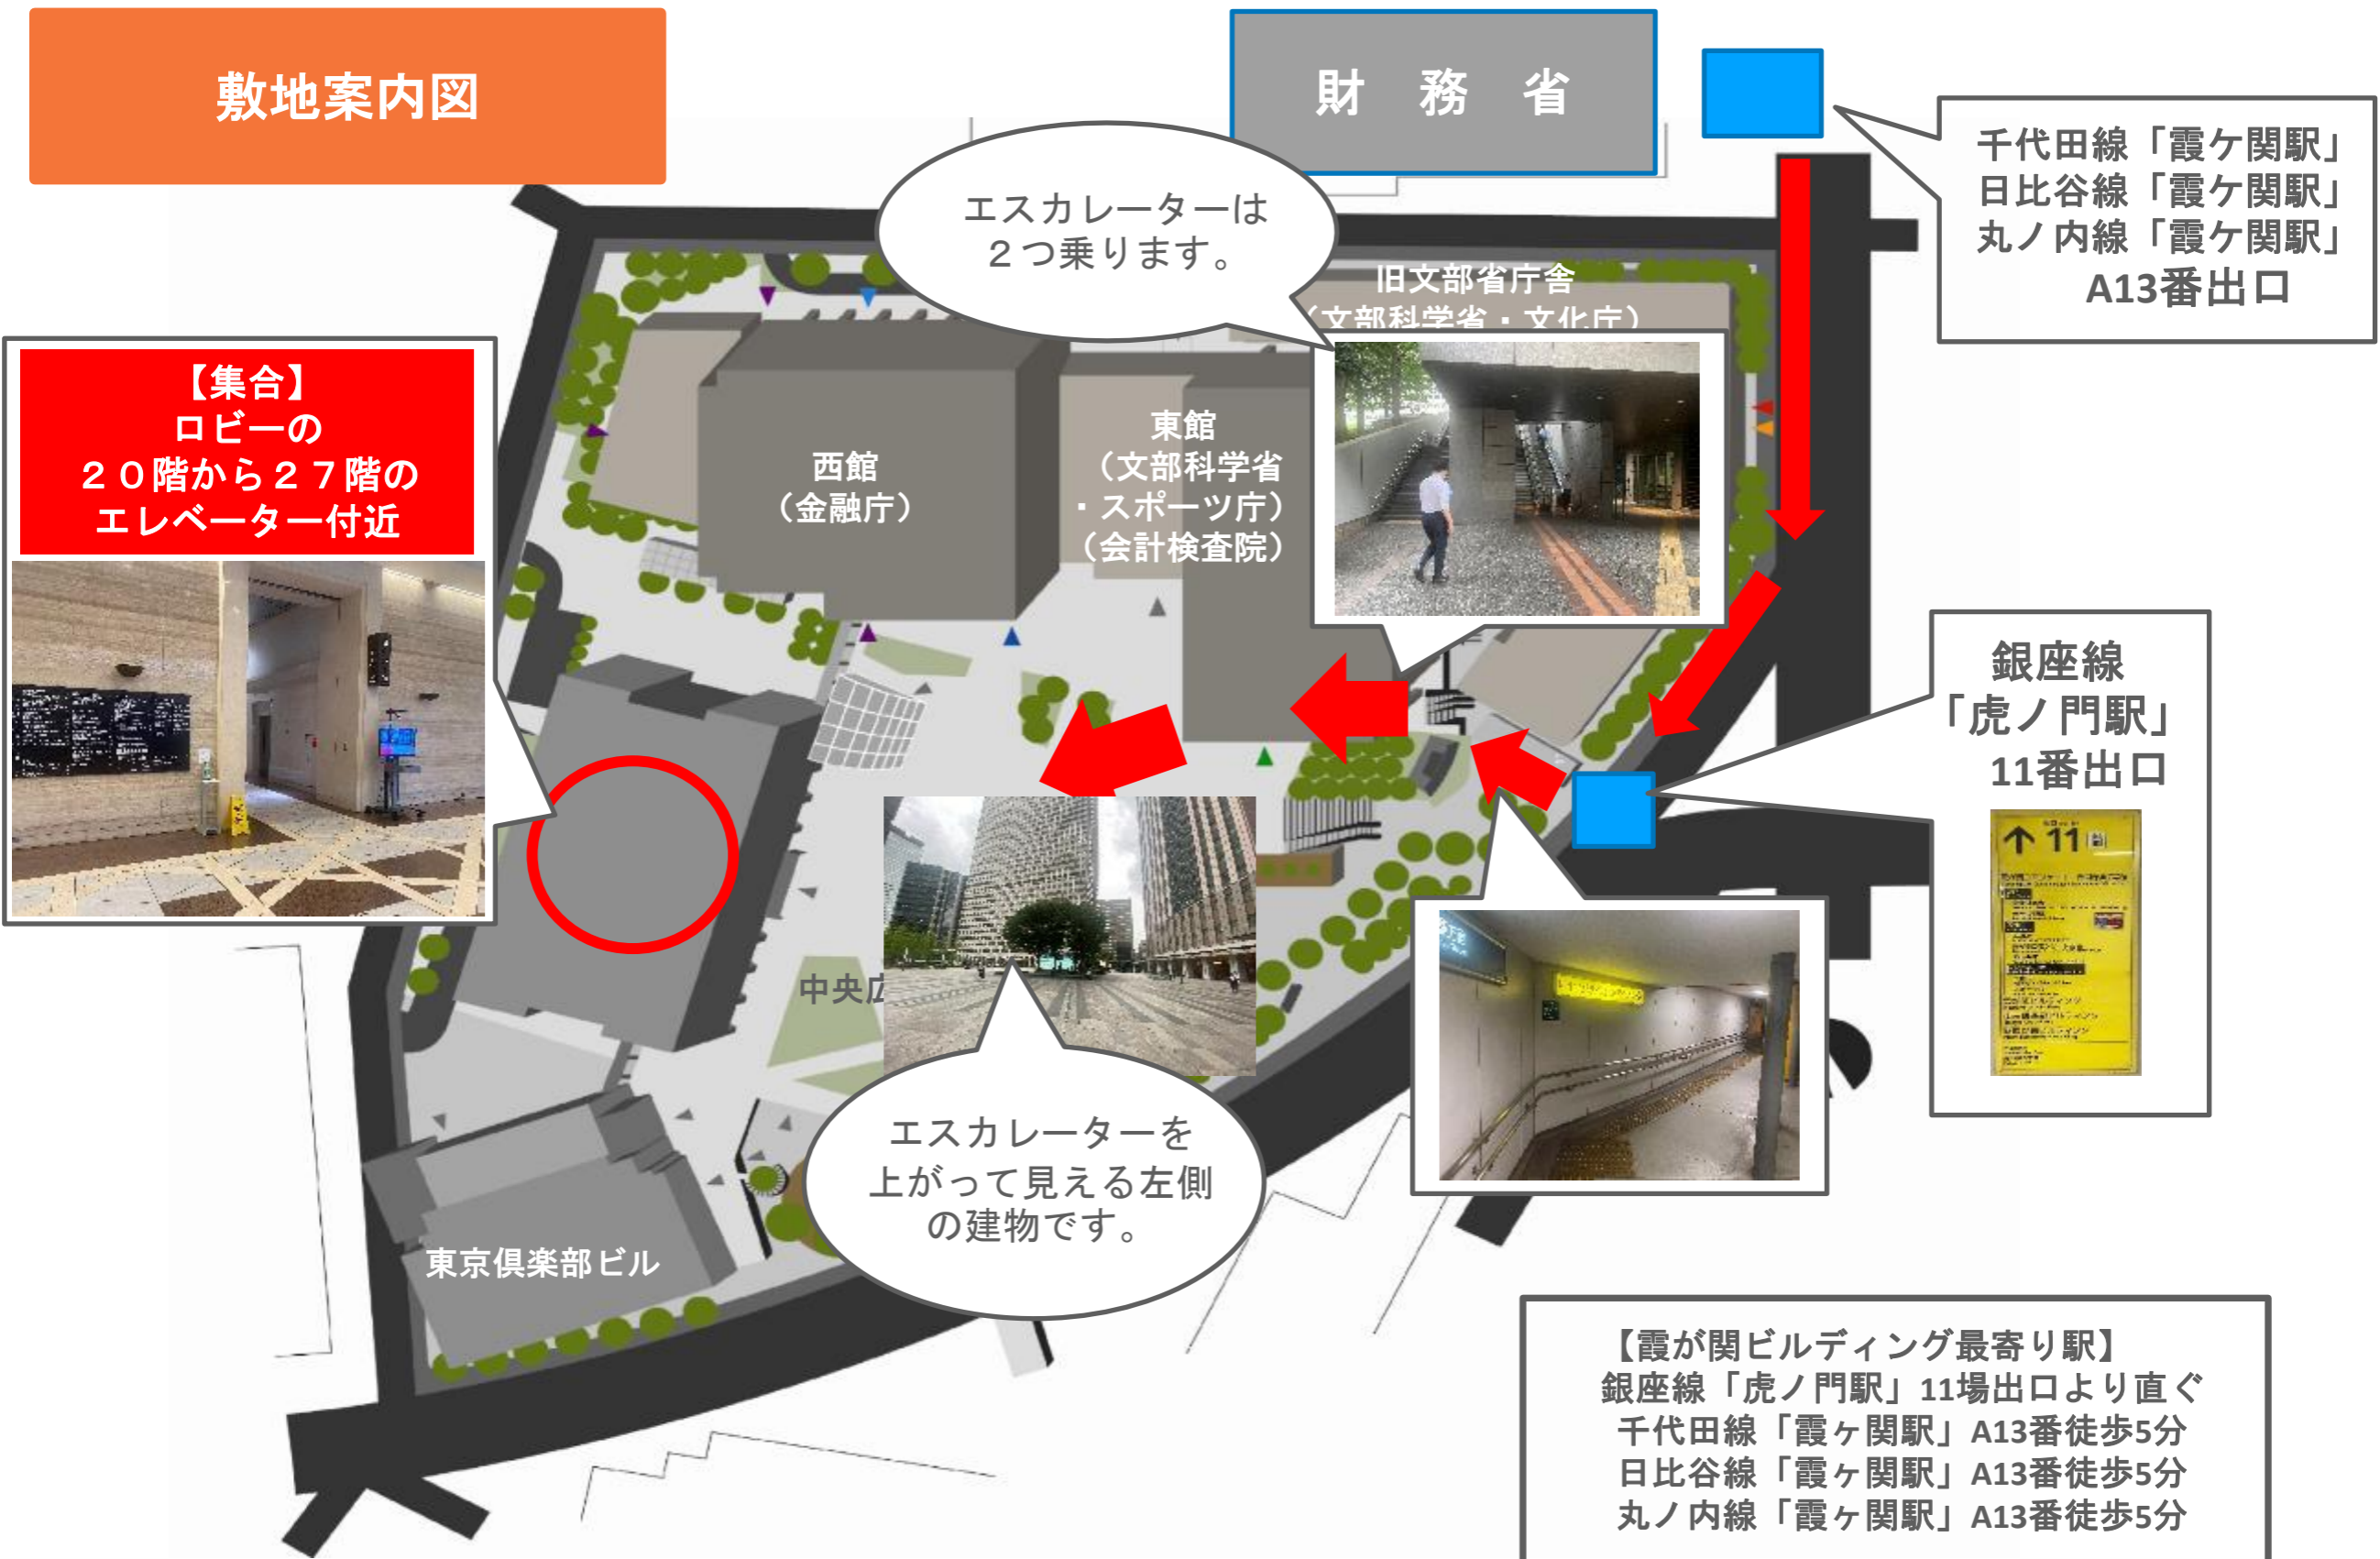 敷地案内図
財　務　省
千代田線「霞ケ関駅」
日比谷線「霞ケ関駅」
丸ノ内線「霞ケ関駅」
A13番出口
エスカレーターは
２つ乗ります。
旧文部省庁舎
（文部科学省・文化庁）
【集合】
ロビーの
２０階から２７階の
エレベーター付近
西館
（金融庁）
東館
（文部科学省
・スポーツ庁）
（会計検査院）
銀座線
「虎ノ門駅」
11番出口
11
中央広
エスカレーターを
上がって見える左側
の建物です。
東京倶楽部ビル
【霞が関ビルディング最寄り駅】
銀座線「虎ノ門駅」11場出口より直ぐ
千代田線「霞ヶ関駅」A13番徒歩5分
日比谷線「霞ヶ関駅」A13番徒歩5分
丸ノ内線「霞ヶ関駅」A13番徒歩5分